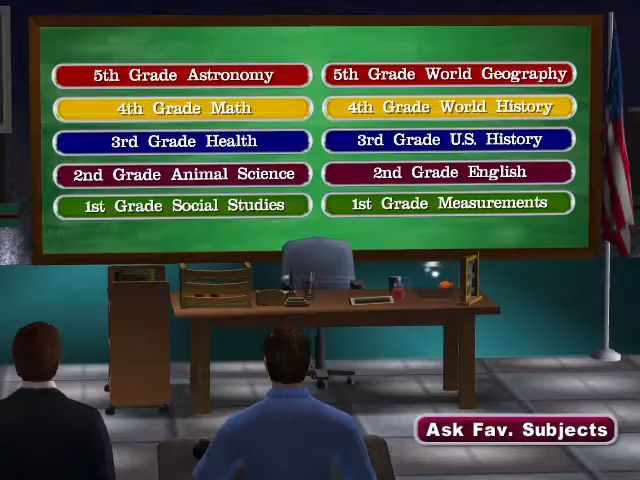 5th Grade Astronomy
5th Grade World Geography
4th Grade Math
4th Grade World History
3rd Grade Health
3rd Grade U.S. History
2nd Grade Animal Science
2nd Grade English
1st Grade Social Studies
1st Grade Measurements
Ask Fav. Subjects